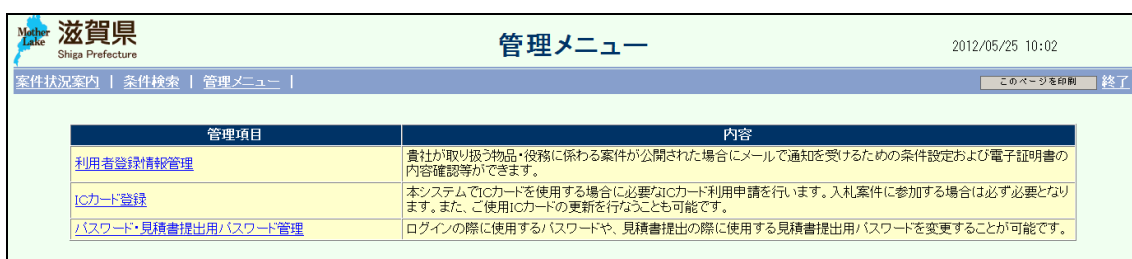 Mother Lake 滋賀県 Shiga Prefecture
管理メニュー
2012/05/25 10:02
案件状況案内 | 条件検索 | 管理メニュー |
このページを印刷 終了
管理項目 内容
利用者登録情報管理
貴社が取り扱う物品・役務に係わる案件が公開された場合にメールで通知を受けるための条件設定および電子証明書の
内容確認等ができます。
ICカード登録
本システムでICカードを使用する場合に必要なICカード利用申請を行います。入札案件に参加する場合は必ず必要となり
ます。また、ご使用ICカードの更新を行なうことも可能です。
パスワード・見積書提出用パスワード管理
ログインの際に使用するパスワードや、見積書提出の際に使用する見積書提出用パスワードを変更することが可能です。